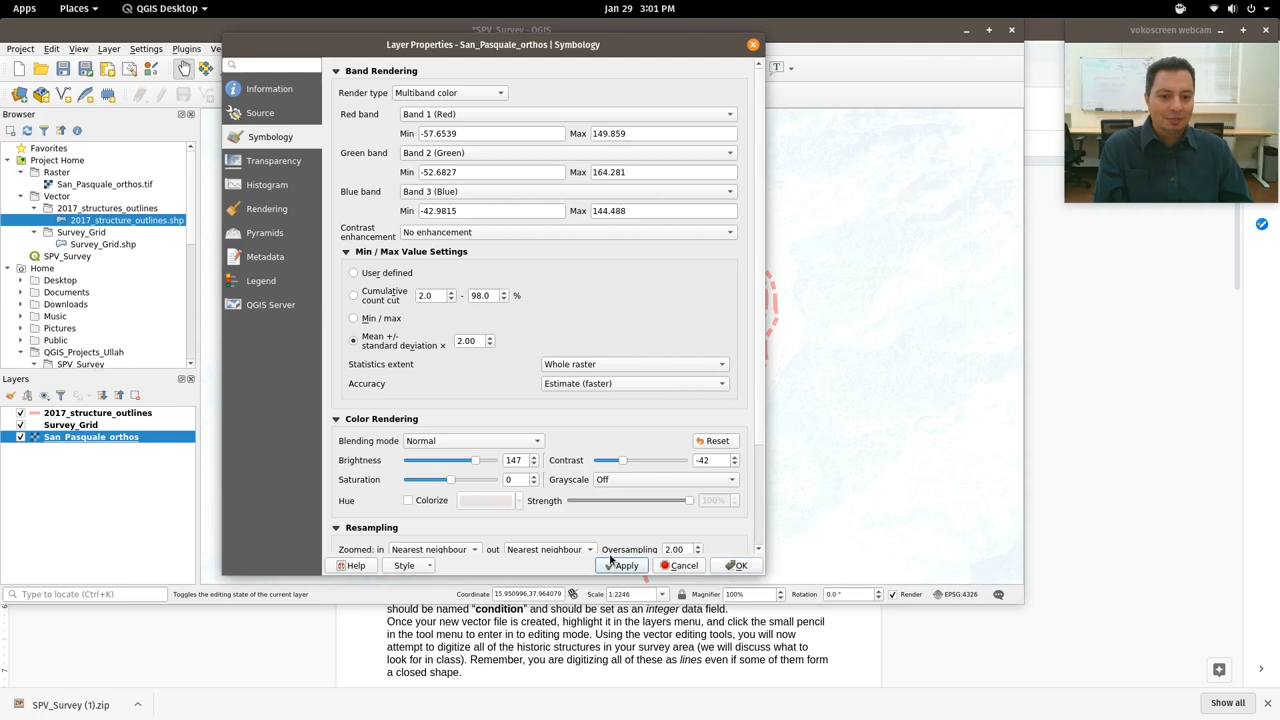 Apps Places QGIS Desktop Jan 29 3:01 PM
*SPV_Survey - QGIS
vokoscreen webcam
Project Edit View Layer Settings Plugins Ve
Layer Properties - San_Pasquale_orthos | Symbology
Browser
Favorites
Project Home
Raster
San_Pasquale_orthos.tif
Vector
2017_structures_outlines
2017_structure_outlines.shp
Survey_Grid
Survey_Grid.shp
SPV_Survey
Home
Desktop
Documents
Downloads
Music
Pictures
Public
QGIS_Projects_Ullah
SPV_Survey
Layers
2017_structure_outlines
Survey_Grid
San_Pasquale_orthos
Information
Source
Symbology
Transparency
Histogram
Rendering
Pyramids
Metadata
Legend
QGIS Server
Band Rendering
Render type Multiband color
Red band Band 1 (Red)
Min -57.6539 Max 149.859
Green band Band 2 (Green)
Min -52.6827 Max 164.281
Blue band Band 3 (Blue)
Min -42.9815 Max 144.488
Contrast
enhancement No enhancement
Min / Max Value Settings
User defined
Cumulative
count cut 2.0 - 98.0 %
Min / max
Mean +/-
standard deviation × 2.00
Statistics extent Whole raster
Accuracy Estimate (faster)
Color Rendering
Blending mode Normal Reset
Brightness 147 Contrast -42
Saturation 0 Grayscale Off
Hue Colorize Strength 100%
Resampling
Zoomed: in Nearest neighbour out Nearest neighbour Oversampling 2.00
Help Style Apply Cancel OK
Type to locate (Ctrl+K) Toggles the editing state of the current layer Coordinate 15.950996,37.964079 Scale 1:2246 Magnifier 100% Rotation 0.0 ° Render EPSG:4326
should be named “condition” and should be set as an integer data field.
Once your new vector file is created, highlight it in the layers menu, and click the small pencil
in the tool menu to enter in to editing mode. Using the vector editing tools, you will now
attempt to digitize all of the historic structures in your survey area (we will discuss what to
look for in class). Remember, you are digitizing all of these as lines even if some of them form
a closed shape.
SPV_Survey (1).zip
Show all